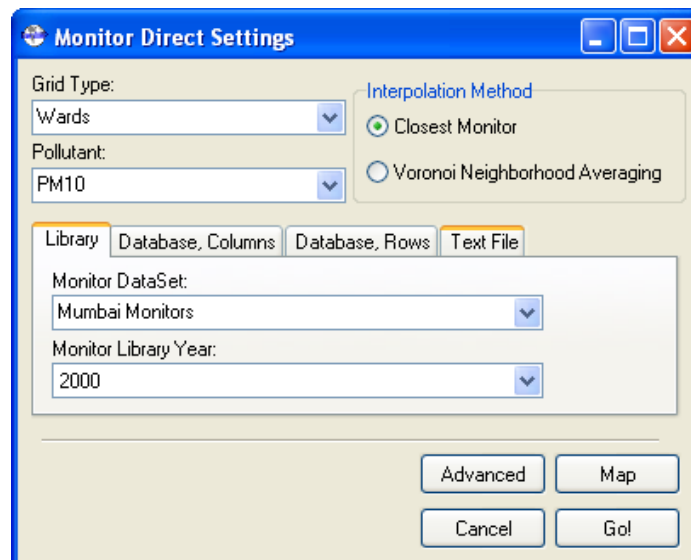 Monitor Direct Settings
Grid Type:
Wards
Pollutant:
PM10
Interpolation Method
Closest Monitor
Voronoi Neighborhood Averaging
Library Database, Columns Database, Rows Text File
Monitor DataSet:
Mumbai Monitors
Monitor Library Year:
2000
Advanced Map
Cancel Go!